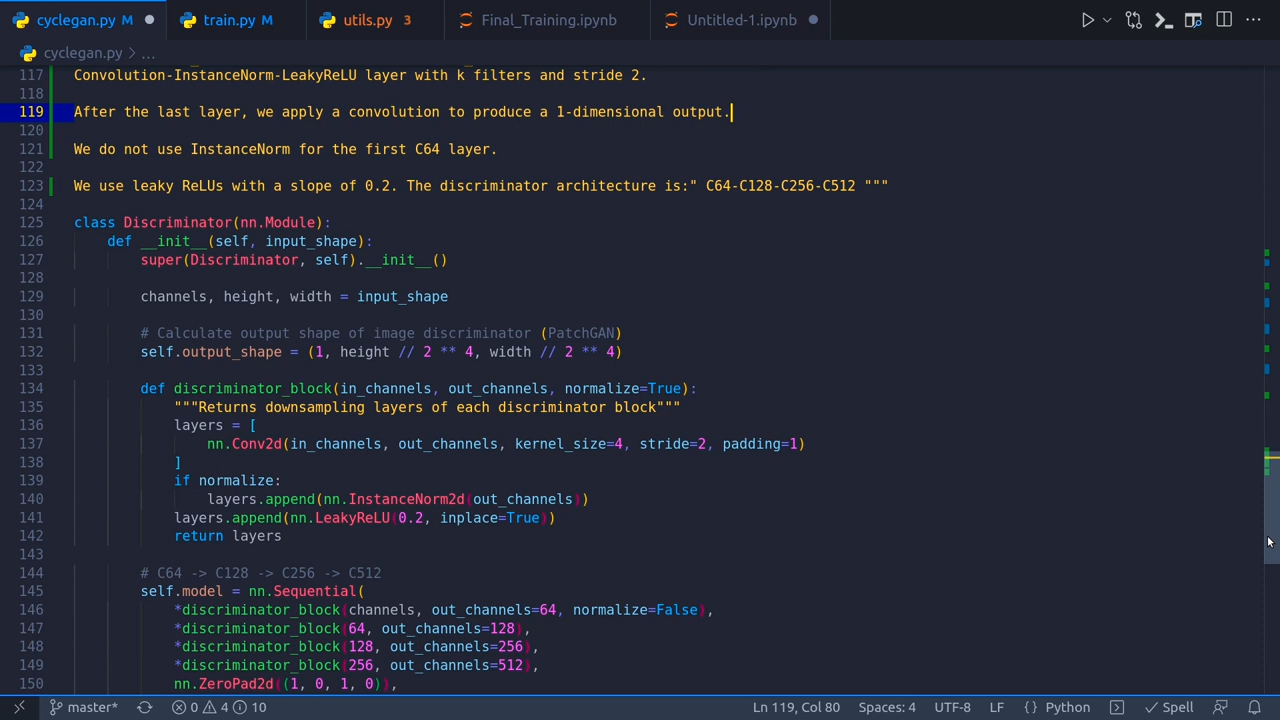 cyclegan.py M
train.py M
utils.py 3
Final_Training.ipynb
Untitled-1.ipynb
cyclegan.py > ...
117 Convolution-InstanceNorm-LeakyReLU layer with k filters and stride 2.
118
119 After the last layer, we apply a convolution to produce a 1-dimensional output.
120
121 We do not use InstanceNorm for the first C64 layer.
122
123 We use leaky ReLUs with a slope of 0.2. The discriminator architecture is:" C64-C128-C256-C512 """
124
125 class Discriminator(nn.Module):
126 def __init__(self, input_shape):
127 super(Discriminator, self).__init__()
128
129 channels, height, width = input_shape
130
131 # Calculate output shape of image discriminator (PatchGAN)
132 self.output_shape = (1, height // 2 ** 4, width // 2 ** 4)
133
134 def discriminator_block(in_channels, out_channels, normalize=True):
135 """Returns downsampling layers of each discriminator block"""
136 layers = [
137 nn.Conv2d(in_channels, out_channels, kernel_size=4, stride=2, padding=1)
138 ]
139 if normalize:
140 layers.append(nn.InstanceNorm2d(out_channels))
141 layers.append(nn.LeakyReLU(0.2, inplace=True))
142 return layers
143
144 # C64 -> C128 -> C256 -> C512
145 self.model = nn.Sequential(
146 *discriminator_block(channels, out_channels=64, normalize=False),
147 *discriminator_block(64, out_channels=128),
148 *discriminator_block(128, out_channels=256),
149 *discriminator_block(256, out_channels=512),
150 nn.ZeroPad2d((1, 0, 1, 0)),
master* 0 4 10 Ln 119, Col 80 Spaces: 4 UTF-8 LF {} Python Spell